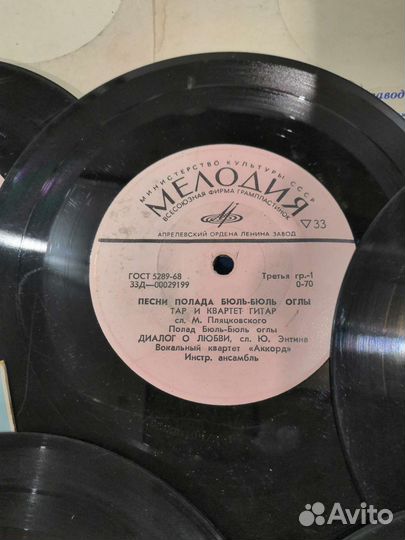 МИНИСТЕРСТВО КУЛЬТУРЫ СССР
МЕЛОДИЯ
ВСЕСОЮЗНАЯ ФИРМА ГРАМПЛАСТИНОК
33
АПРЕЛЕВСКИЙ ОРДЕНА ЛЕНИНА ЗАВОД
ГОСТ 5289-68
Третья гр.-1
33Д—00029199
0-70
ПЕСНИ ПОЛАДА БЮЛЬ-БЮЛЬ ОГЛЫ
ТАР И КВАРТЕТ ГИТАР
сл. М. Пляцковского
Полад Бюль-Бюль оглы
ДИАЛОГ О ЛЮБВИ, сл. Ю. Энтина
Вокальный квартет «Аккорд»
Инстр. ансамбль
Avito